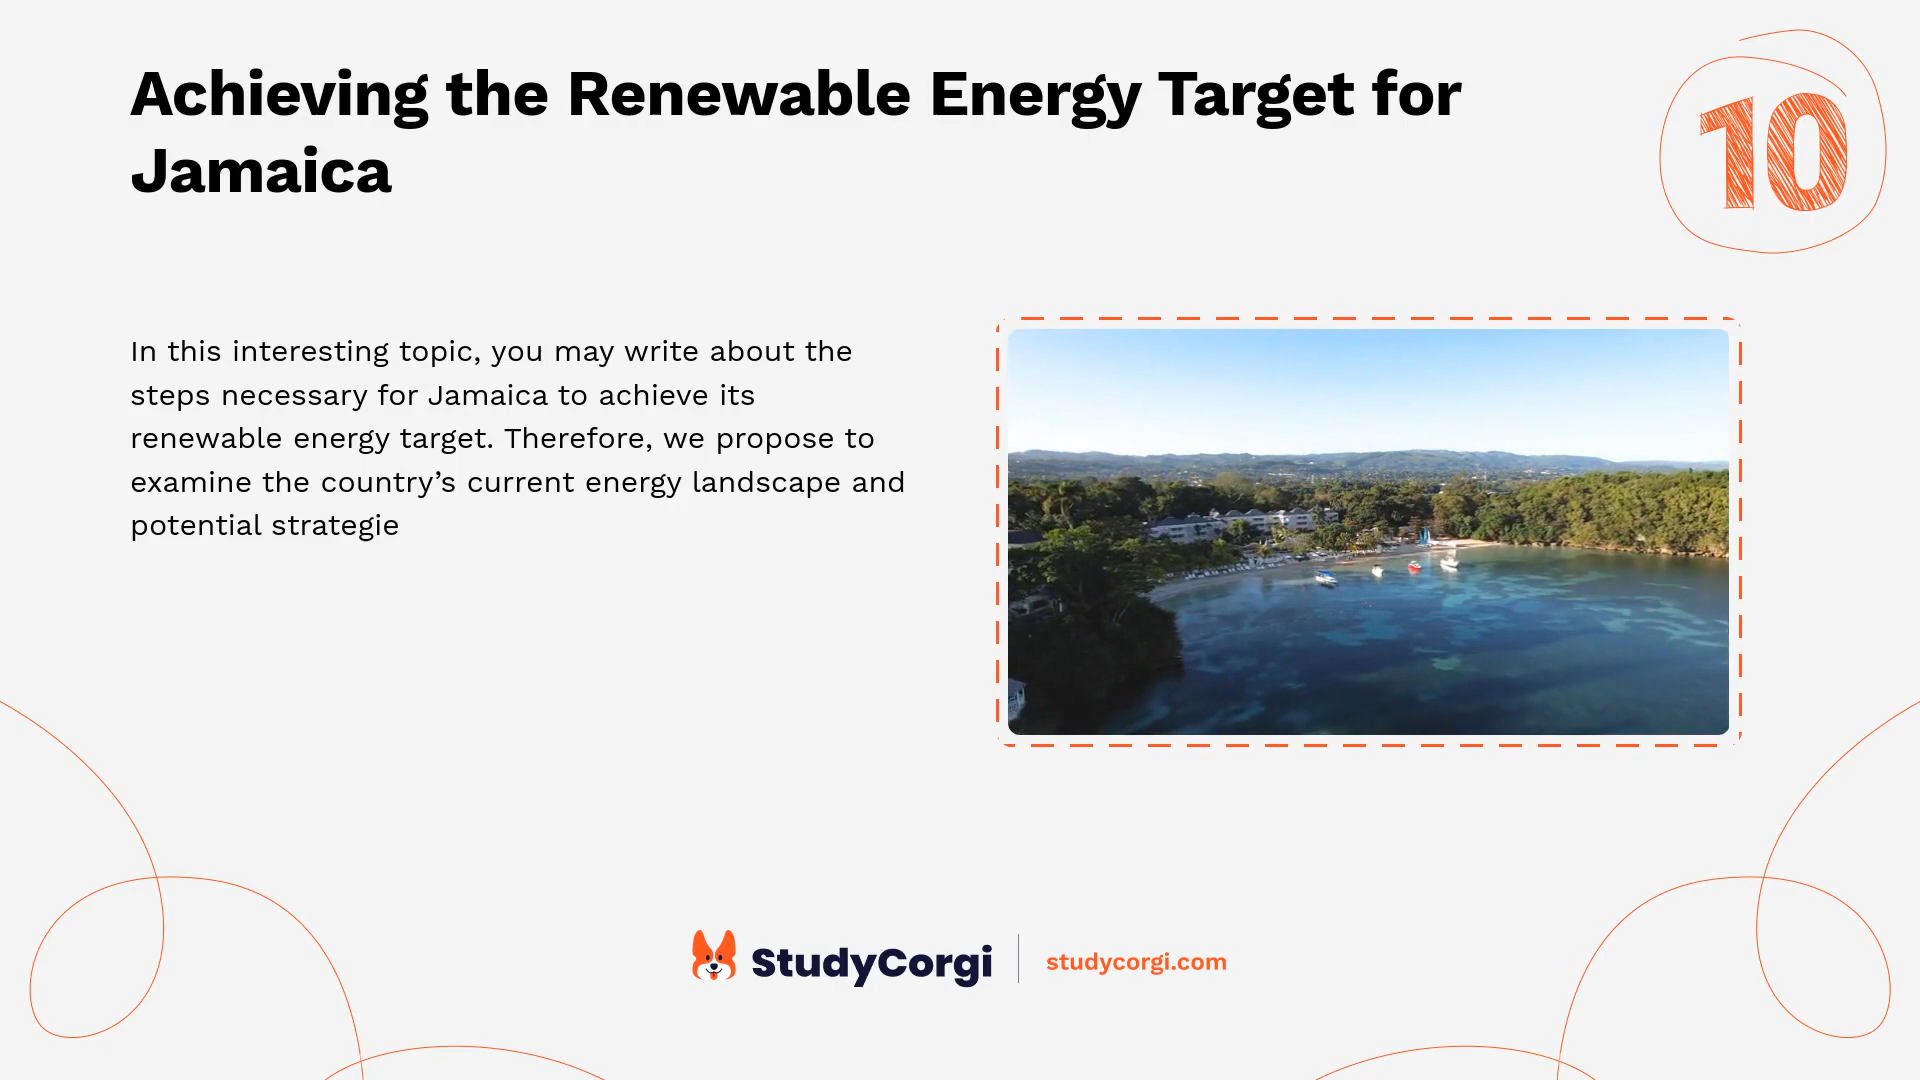 Achieving the Renewable Energy Target for
Jamaica
10
In this interesting topic, you may write about the
steps necessary for Jamaica to achieve its
renewable energy target. Therefore, we propose to
examine the country’s current energy landscape and
potential strategie
StudyCorgi
studycorgi.com